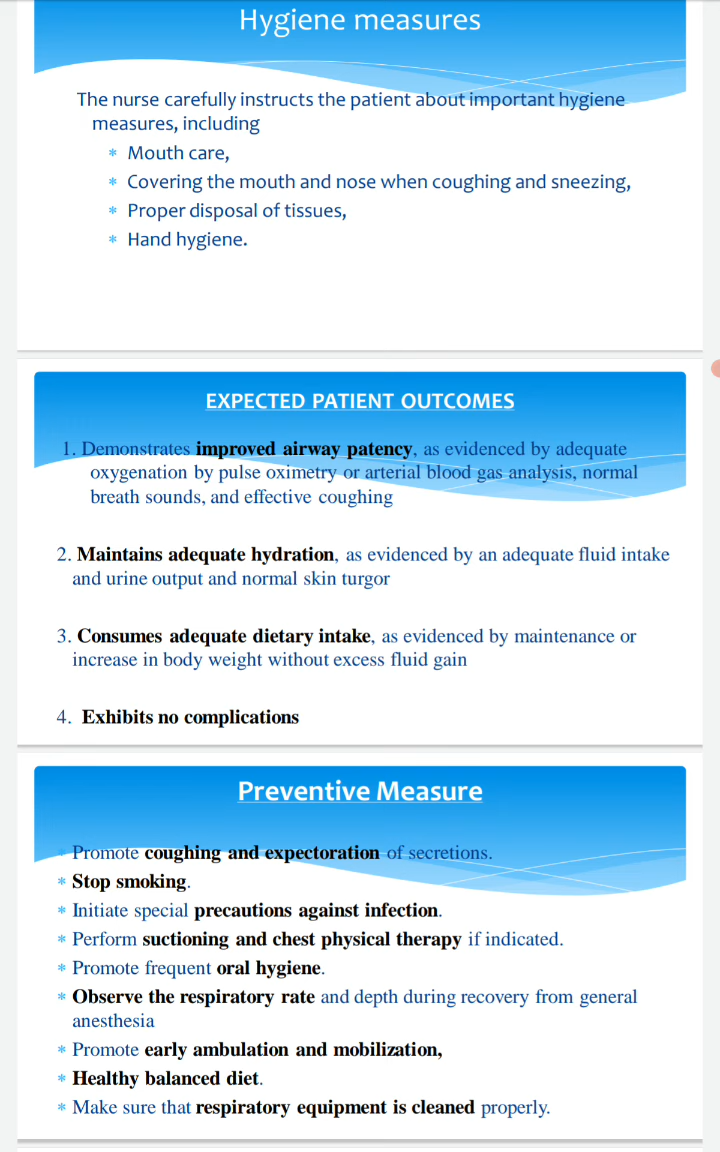 Hygiene measures
The nurse carefully instructs the patient about important hygiene
measures, including
* Mouth care,
* Covering the mouth and nose when coughing and sneezing,
* Proper disposal of tissues,
* Hand hygiene.
EXPECTED PATIENT OUTCOMES
1. Demonstrates improved airway patency, as evidenced by adequate
oxygenation by pulse oximetry or arterial blood gas analysis, normal
breath sounds, and effective coughing
2. Maintains adequate hydration, as evidenced by an adequate fluid intake
and urine output and normal skin turgor
3. Consumes adequate dietary intake, as evidenced by maintenance or
increase in body weight without excess fluid gain
4. Exhibits no complications
Preventive Measure
* Promote coughing and expectoration of secretions.
* Stop smoking.
* Initiate special precautions against infection.
* Perform suctioning and chest physical therapy if indicated.
* Promote frequent oral hygiene.
* Observe the respiratory rate and depth during recovery from general
anesthesia
* Promote early ambulation and mobilization,
* Healthy balanced diet.
* Make sure that respiratory equipment is cleaned properly.